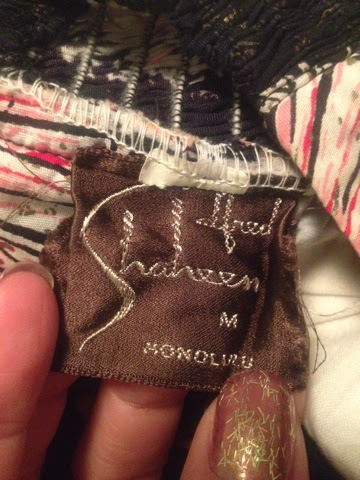 Alfred
Shaheen
M
HONOLULU